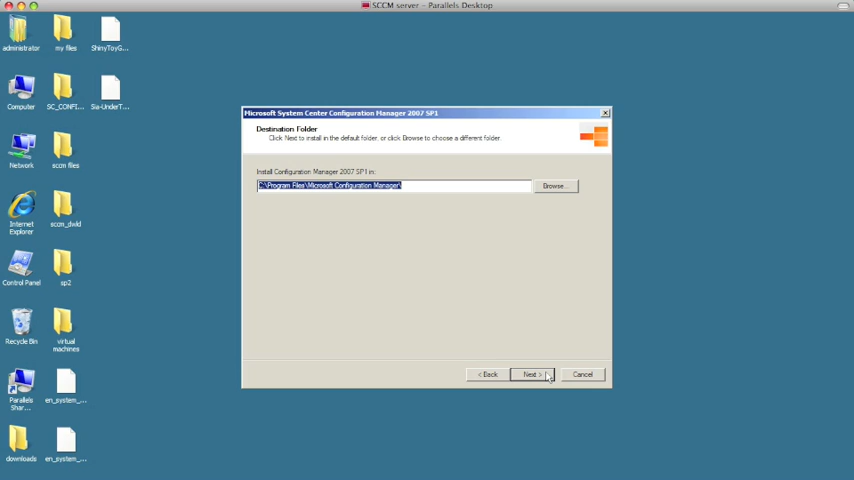 SCCM server - Parallels Desktop
administrator
my files
ShinyToyG...
Computer
SC_CONFI...
Sia-UnderT...
Network
sccm files
Internet
Explorer
sccm_dwld
Control Panel
sp2
Recycle Bin
virtual
machines
Parallels
Shar...
en_system_...
downloads
en_system_...
Microsoft System Center Configuration Manager 2007 SP1
Destination Folder
Click Next to install in the default folder, or click Browse to choose a different folder.
Install Configuration Manager 2007 SP1 in:
C:\Program Files\Microsoft Configuration Manager\
Browse...
< Back
Next >
Cancel